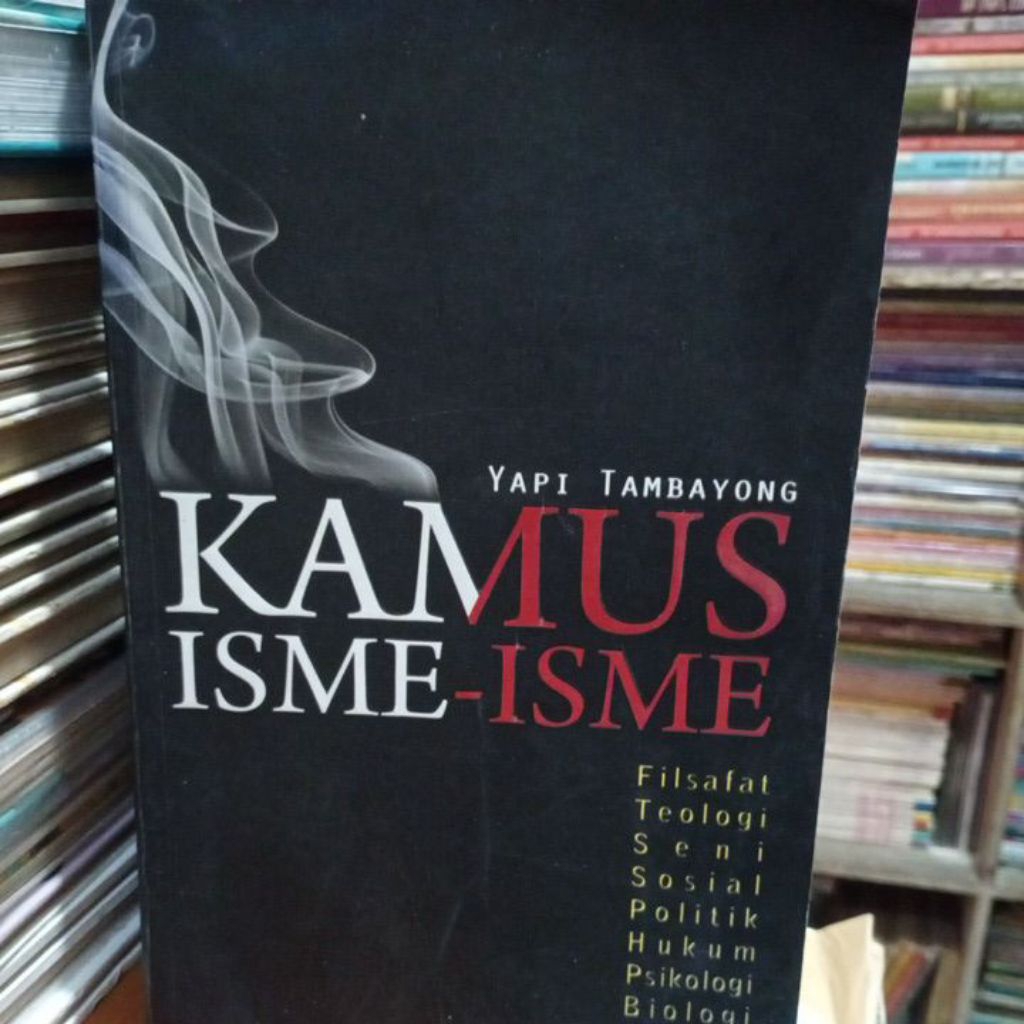 YAPI TAMBAYONG
KAMUS
ISME-ISME
Filsafat
Teologi
Seni
Sosial
Politik
Hukum
Psikologi
Biologi